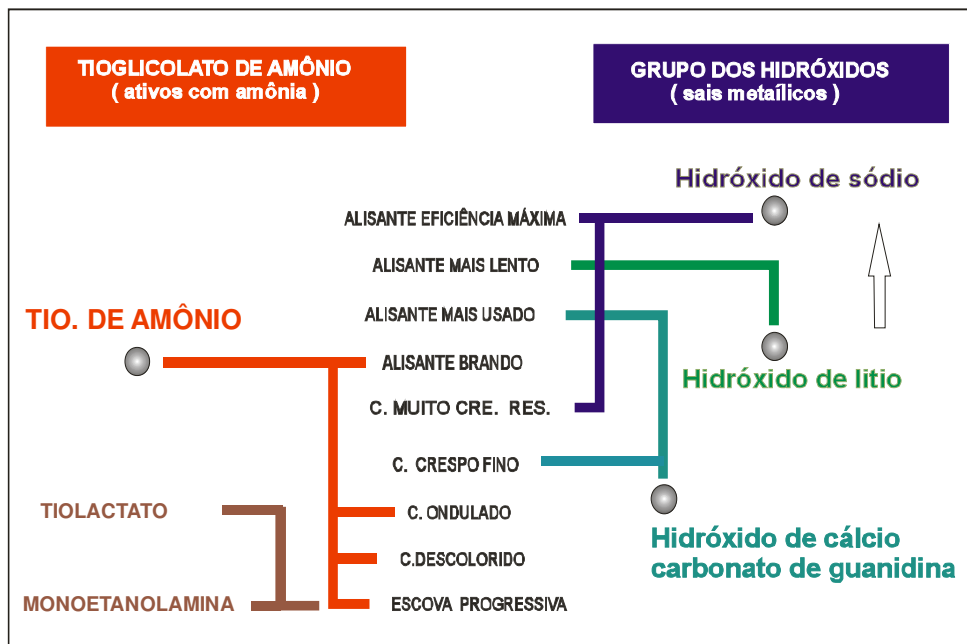 TIOGLICOLATO DE AMÔNIO
( ativos com amônia )
GRUPO DOS HIDRÓXIDOS
( sais metaílicos )
Hidróxido de sódio
ALISANTE EFICIÊNCIA MÁXIMA
ALISANTE MAIS LENTO
ALISANTE MAIS USADO
TIO. DE AMÔNIO
ALISANTE BRANDO
Hidróxido de litio
C. MUITO CRE. RES.
C. CRESPO FINO
TIOLACTATO
C. ONDULADO
Hidróxido de cálcio
carbonato de guanidina
C.DESCOLORIDO
MONOETANOLAMINA
ESCOVA PROGRESSIVA